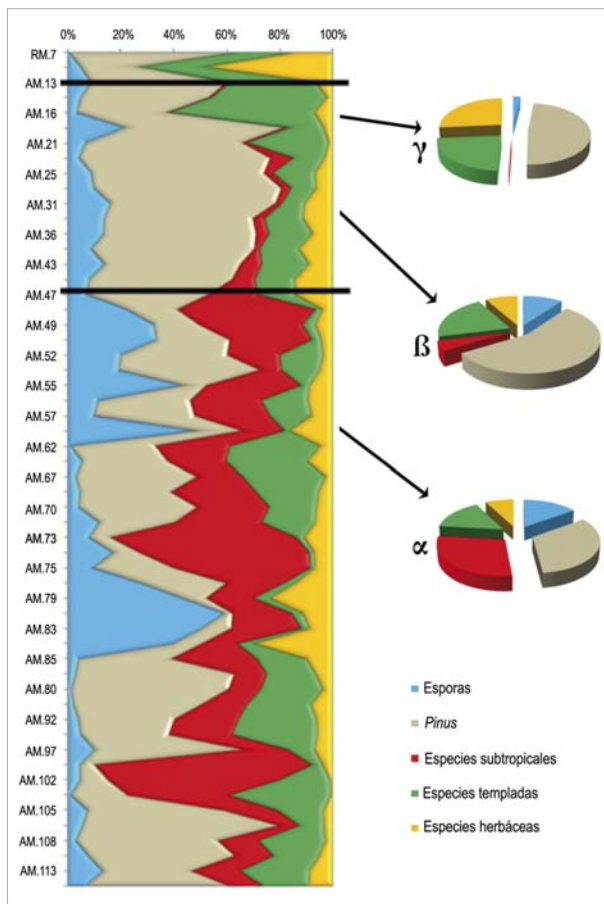 0% 20% 40% 60% 80% 100%
RM.7
AM.13
AM.16
AM.21
AM.25
AM.31
AM.36
AM.43
AM.47
AM.49
AM.52
AM.55
AM.57
AM.62
AM.67
AM.70
AM.73
AM.75
AM.79
AM.83
AM.85
AM.80
AM.92
AM.97
AM.102
AM.105
AM.108
AM.113
γ
ß
α
Esporas
Pinus
Especies subtropicales
Especies templadas
Especies herbáceas